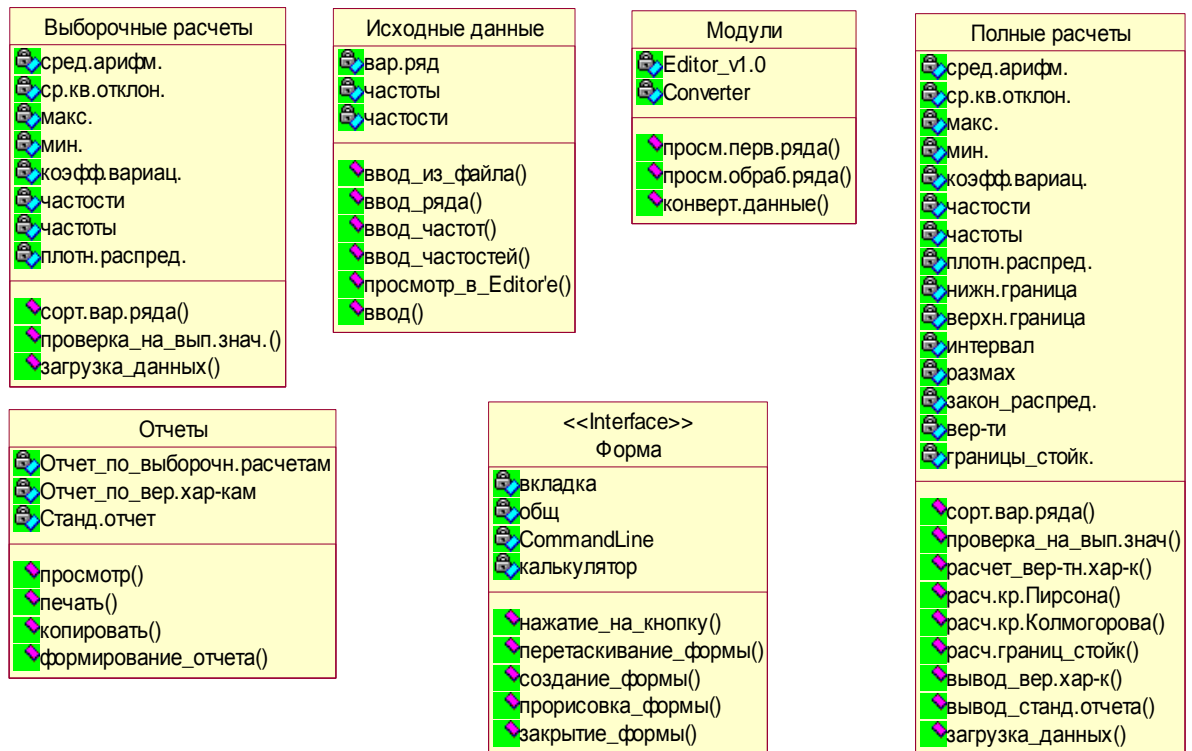 Выборочные расчеты
сред.арифм.
ср.кв.отклон.
макс.
мин.
коэфф.вариац.
частости
частоты
плотн.распред.
сорт.вар.ряда()
проверка_на_вып.знач.()
загрузка_данных()
Исходные данные
вар.ряд
частоты
частости
ввод_из_файла()
ввод_ряда()
ввод_частот()
ввод_частостей()
просмотр_в_Editor'е()
ввод()
Модули
Editor_v1.0
Converter
просм.перв.ряда()
просм.обраб.ряда()
конверт.данные()
Полные расчеты
сред.арифм.
ср.кв.отклон.
макс.
мин.
коэфф.вариац.
частости
частоты
плотн.распред.
нижн.граница
верхн.граница
интервал
размах
закон_распред.
вер-ти
границы_стойк.
сорт.вар.ряда()
проверка_на_вып.знач()
расчет_вер-тн.хар-к()
расч.кр.Пирсона()
расч.кр.Колмогорова()
расч.границ_стойк()
вывод_вер.хар-к()
вывод_станд.отчета()
загрузка_данных()
Отчеты
Отчет_по_выборочн.расчетам
Отчет_по_вер.хар-кам
Станд.отчет
просмотр()
печать()
копировать()
формирование_отчета()
<<Interface>>
Форма
вкладка
общ
CommandLine
калькулятор
нажатие_на_кнопку()
перетаскивание_формы()
создание_формы()
прорисовка_формы()
закрытие_формы()